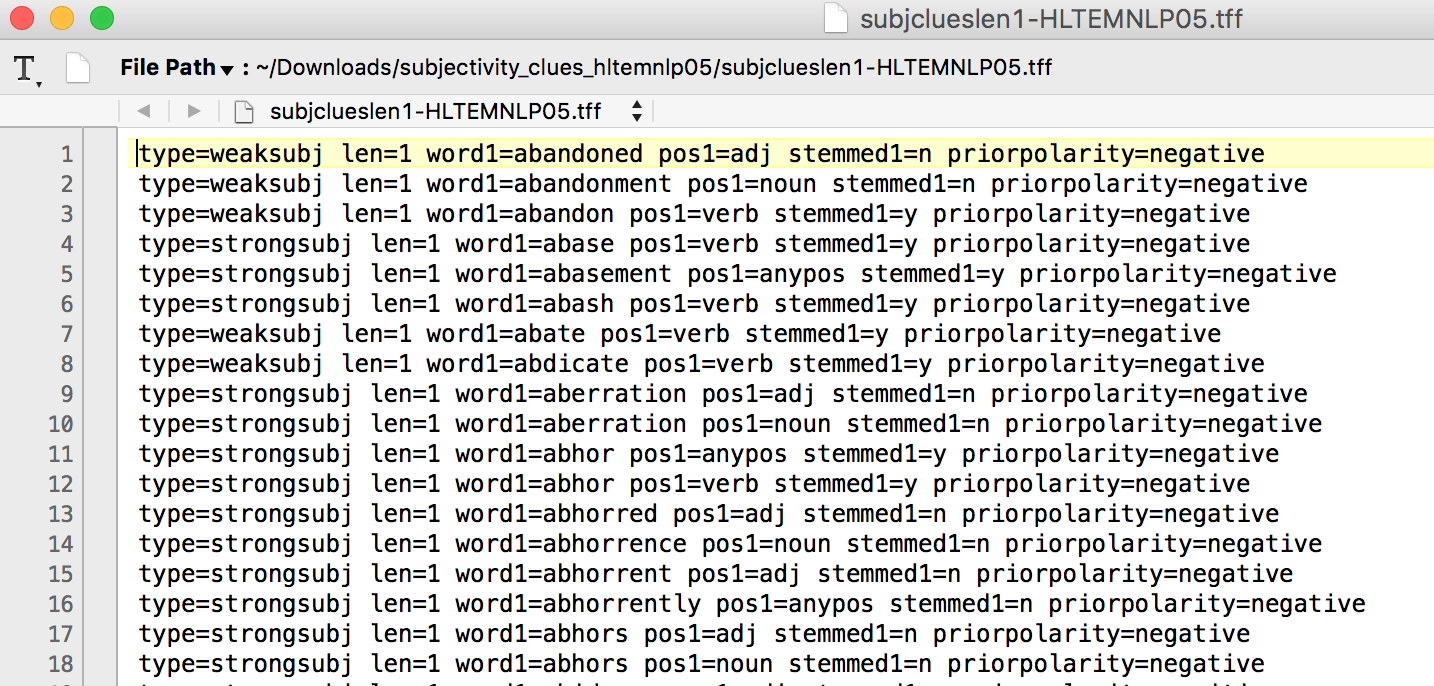 subjclueslen1-HLTEMNLP05.tff
T File Path : ~/Downloads/subjectivity_clues_hltemnlp05/subjclueslen1-HLTEMNLP05.tff
subjclueslen1-HLTEMNLP05.tff
1 type=weaksubj len=1 word1=abandoned pos1=adj stemmed1=n priorpolarity=negative
2 type=weaksubj len=1 word1=abandonment pos1=noun stemmed1=n priorpolarity=negative
3 type=weaksubj len=1 word1=abandon pos1=verb stemmed1=y priorpolarity=negative
4 type=strongsubj len=1 word1=abase pos1=verb stemmed1=y priorpolarity=negative
5 type=strongsubj len=1 word1=abasement pos1=anypos stemmed1=y priorpolarity=negative
6 type=strongsubj len=1 word1=abash pos1=verb stemmed1=y priorpolarity=negative
7 type=weaksubj len=1 word1=abate pos1=verb stemmed1=y priorpolarity=negative
8 type=weaksubj len=1 word1=abdicate pos1=verb stemmed1=y priorpolarity=negative
9 type=strongsubj len=1 word1=aberration pos1=adj stemmed1=n priorpolarity=negative
10 type=strongsubj len=1 word1=aberration pos1=noun stemmed1=n priorpolarity=negative
11 type=strongsubj len=1 word1=abhor pos1=anypos stemmed1=y priorpolarity=negative
12 type=strongsubj len=1 word1=abhor pos1=verb stemmed1=y priorpolarity=negative
13 type=strongsubj len=1 word1=abhorred pos1=adj stemmed1=n priorpolarity=negative
14 type=strongsubj len=1 word1=abhorrence pos1=noun stemmed1=n priorpolarity=negative
15 type=strongsubj len=1 word1=abhorrent pos1=adj stemmed1=n priorpolarity=negative
16 type=strongsubj len=1 word1=abhorrently pos1=anypos stemmed1=n priorpolarity=negative
17 type=strongsubj len=1 word1=abhors pos1=adj stemmed1=n priorpolarity=negative
18 type=strongsubj len=1 word1=abhors pos1=noun stemmed1=n priorpolarity=negative